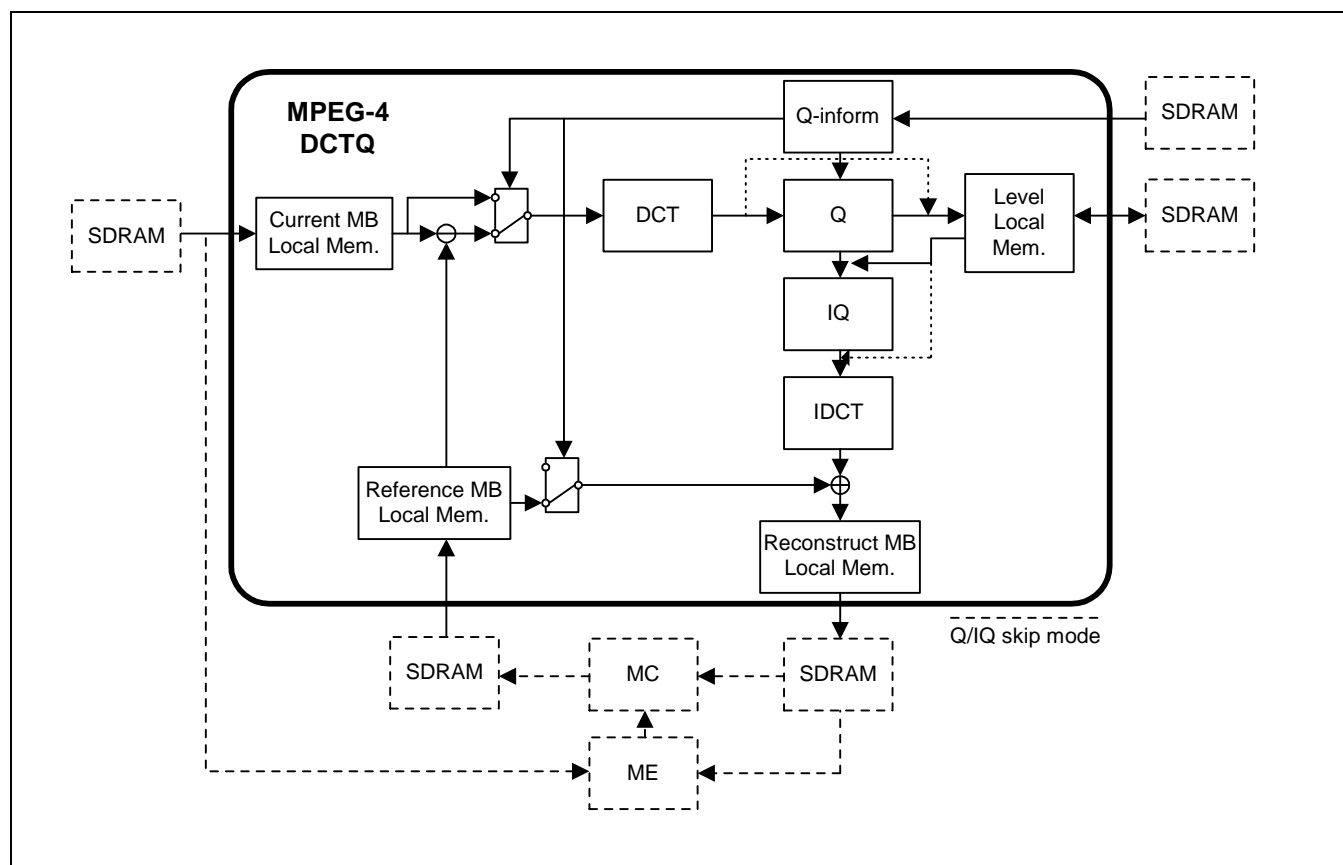 MPEG-4
DCTQ
Q-inform
SDRAM
SDRAM
Current MB
Local Mem.
DCT
Q
Level
Local
Mem.
SDRAM
IQ
IDCT
Reference MB
Local Mem.
Reconstruct MB
Local Mem.
Q/IQ skip mode
SDRAM
MC
SDRAM
ME